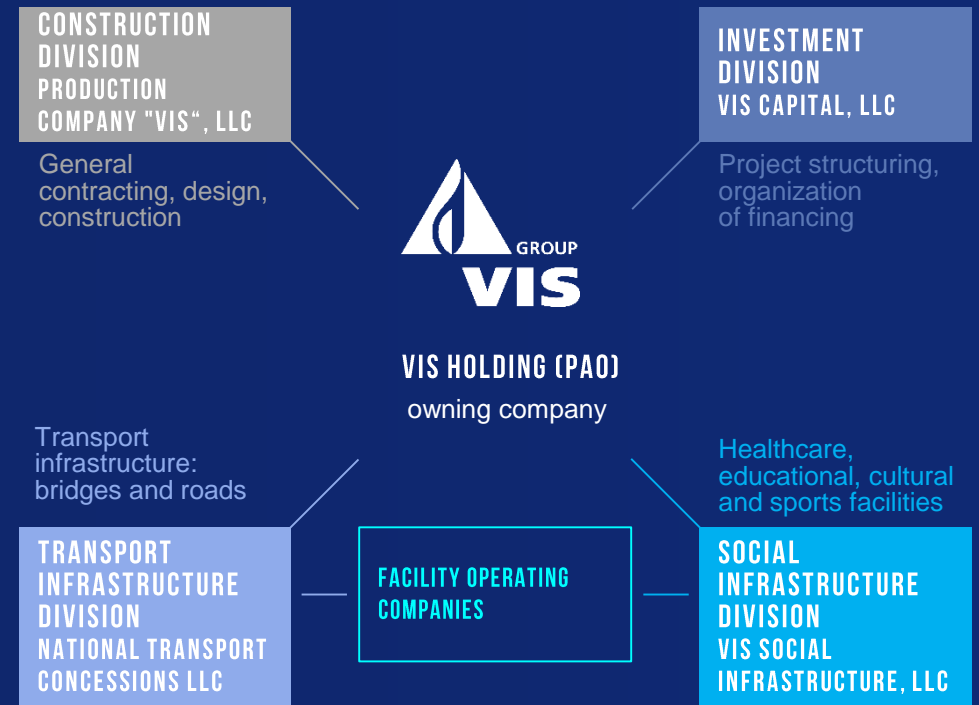 CONSTRUCTION
DIVISION
PRODUCTION
COMPANY "VIS“, LLC
General
contracting, design,
construction
INVESTMENT
DIVISION
VIS CAPITAL, LLC
Project structuring,
organization
of financing
GROUP
VIS
VIS HOLDING (PAO)
owning company
Transport
infrastructure:
bridges and roads
TRANSPORT
INFRASTRUCTURE
DIVISION
NATIONAL TRANSPORT
CONCESSIONS LLC
FACILITY OPERATING
COMPANIES
Healthcare,
educational, cultural
and sports facilities
SOCIAL
INFRASTRUCTURE
DIVISION
VIS SOCIAL
INFRASTRUCTURE, LLC